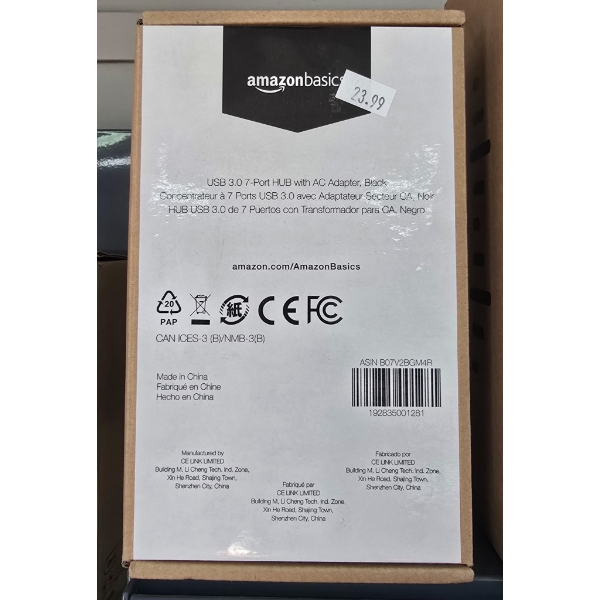 amazonbasics
23.99
USB 3.0 7-Port HUB with AC Adapter, Black
Concentrateur à 7 Ports USB 3.0 avec Adaptateur Secteur CA, Noir
HUB USB 3.0 de 7 Puertos con Transformador para CA, Negro
amazon.com/AmazonBasics
20
PAP
紙
CE FC
CAN ICES-3 (B)/NMB-3(B)
Made in China
Fabriqué en Chine
Hecho en China
ASIN B07V2BGM4R
192835001281
Manufactured by
CE LINK LIMITED
Building M, Li Cheng Tech. Ind. Zone,
Xin He Road, Shajing Town,
Shenzhen City, China
Fabriqué par
CE LINK LIMITED
Building M, Li Cheng Tech. Ind. Zone,
Xin He Road, Shajing Town,
Shenzhen City, China
Fabricado por
CE LINK LIMITED
Building M, Li Cheng Tech. Ind. Zone,
Xin He Road, Shajing Town,
Shenzhen City, China